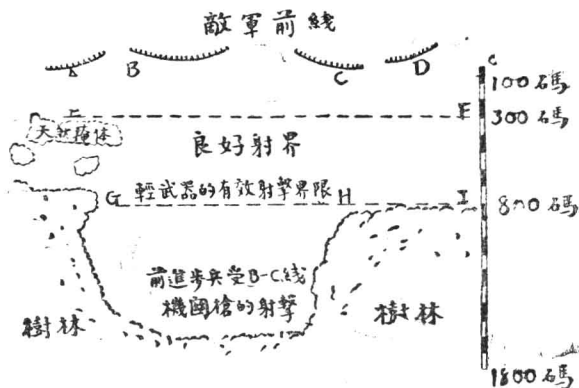 敵軍前綫
A B C D
C
100碼
E 300碼
天然掩体
良好射界
輕武器的有效射擊界限
G H I 800碼
前進步兵受B-C綫
機關槍的射擊
樹林
樹林
1800碼